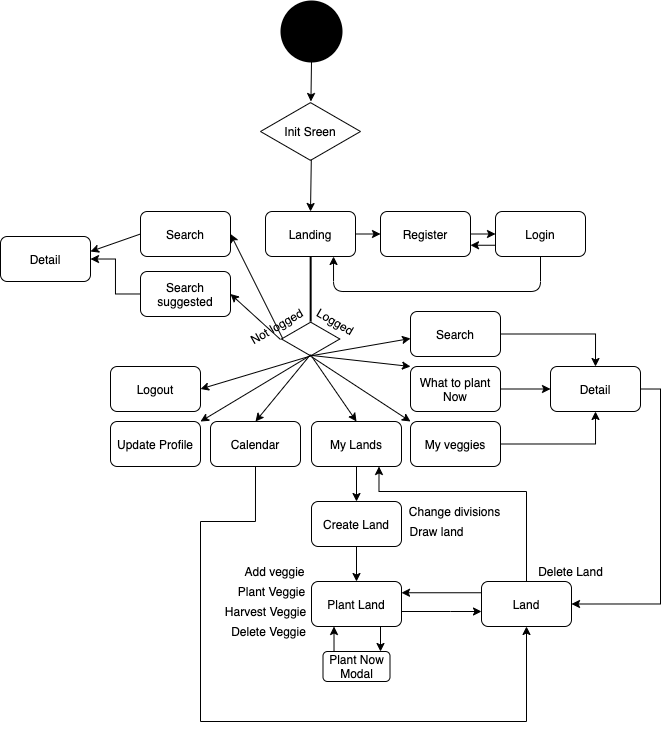 Init Sreen
Landing
Register
Login
Search
Detail
Search
suggested
Not logged
Logged
Search
Logout
What to plant
Now
Detail
Update Profile
Calendar
My Lands
My veggies
Create Land
Change divisions
Draw land
Add veggie
Plant Veggie
Harvest Veggie
Delete Veggie
Plant Land
Delete Land
Land
Plant Now
Modal